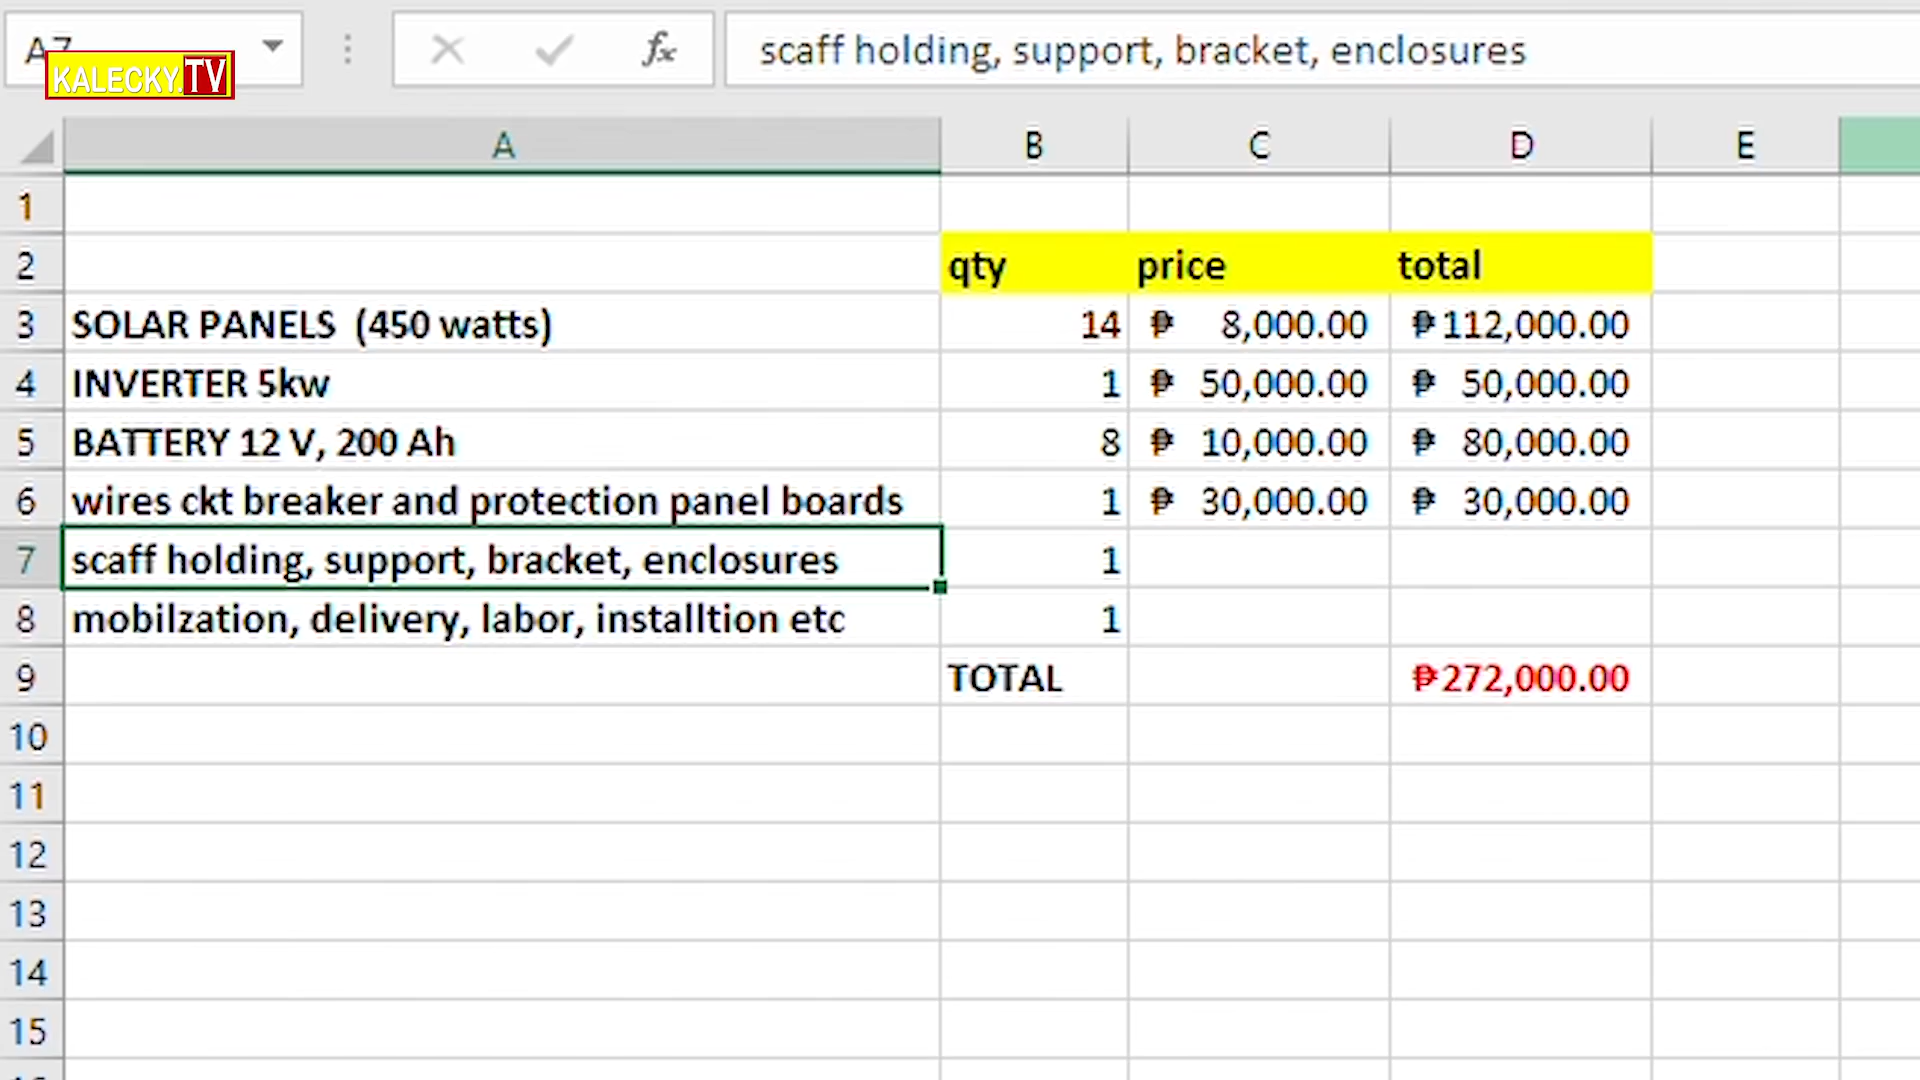 A7 fx scaff holding, support, bracket, enclosures
KALECKY.TV
A B C D E
1
2 qty price total
3 SOLAR PANELS (450 watts) 14 ₱ 8,000.00 ₱112,000.00
4 INVERTER 5kw 1 ₱ 50,000.00 ₱ 50,000.00
5 BATTERY 12 V, 200 Ah 8 ₱ 10,000.00 ₱ 80,000.00
6 wires ckt breaker and protection panel boards 1 ₱ 30,000.00 ₱ 30,000.00
7 scaff holding, support, bracket, enclosures 1
8 mobilzation, delivery, labor, installtion etc 1
9 TOTAL ₱272,000.00
10
11
12
13
14
15